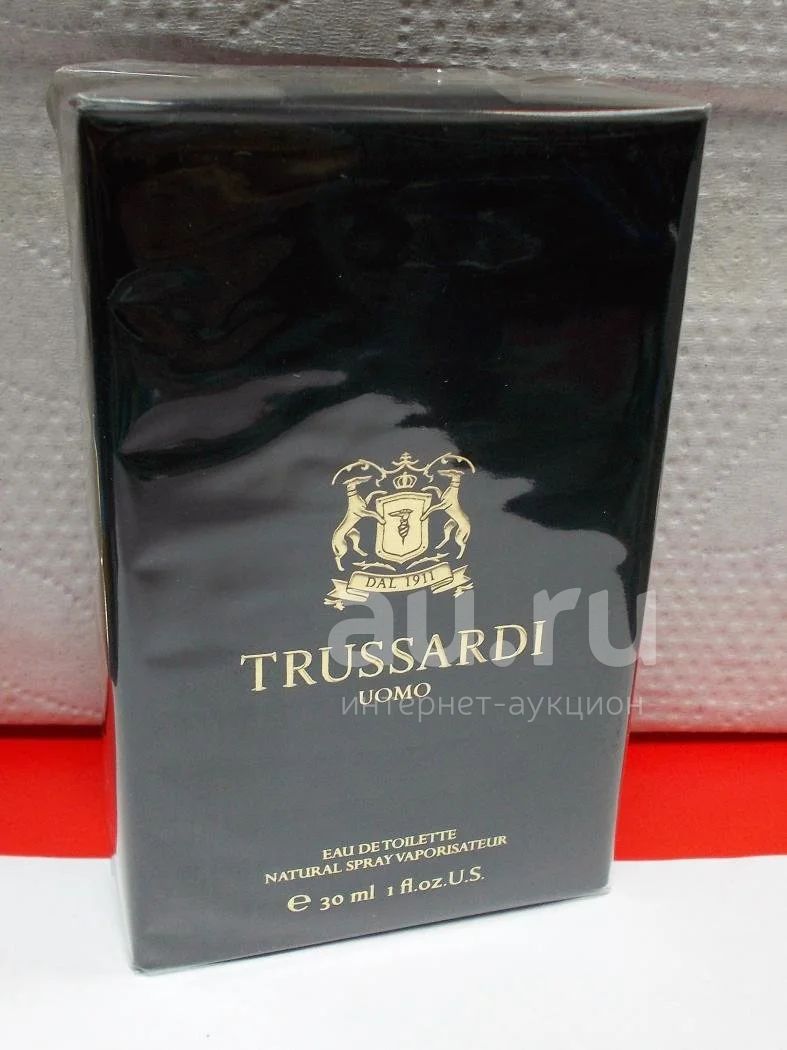 DAL 1911
TRUSSARDI
UOMO
au.ru
интернет-аукцион
EAU DE TOILETTE
NATURAL SPRAY VAPORISATEUR
e 30 ml 1 fl.oz.U.S.